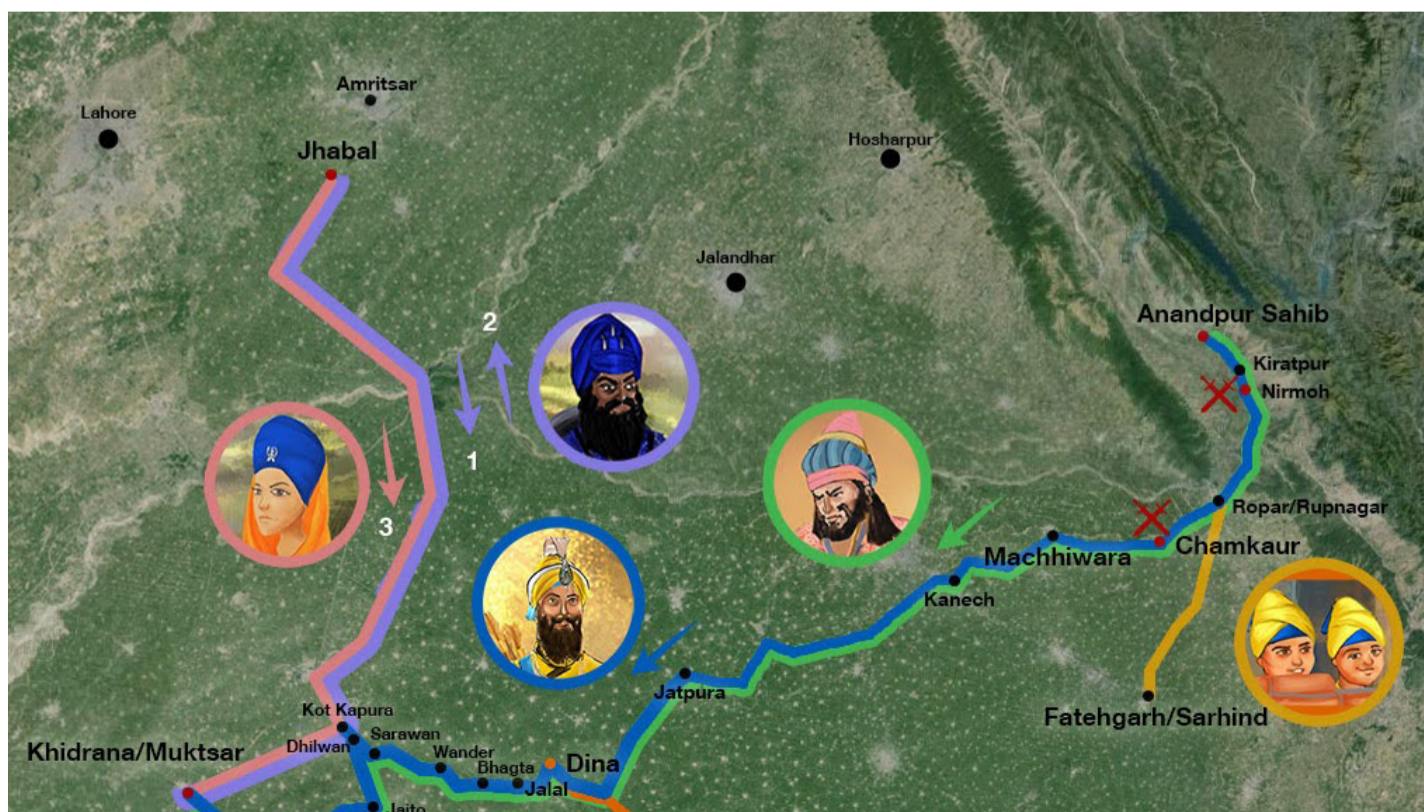 Amritsar
Lahore
Jhabal
Hosharpur
Jalandhar
Anandpur Sahib
2
Kiratpur
Nirmoh
1
3
Ropar/Rupnagar
Machhiwara
Chamkaur
Kanech
Jatpura
Kot Kapura
Fatehgarh/Sarhind
Dhilwan
Sarawan
Khidrana/Muktsar
Wander
Dina
Bhagta
Jalal
Jaito